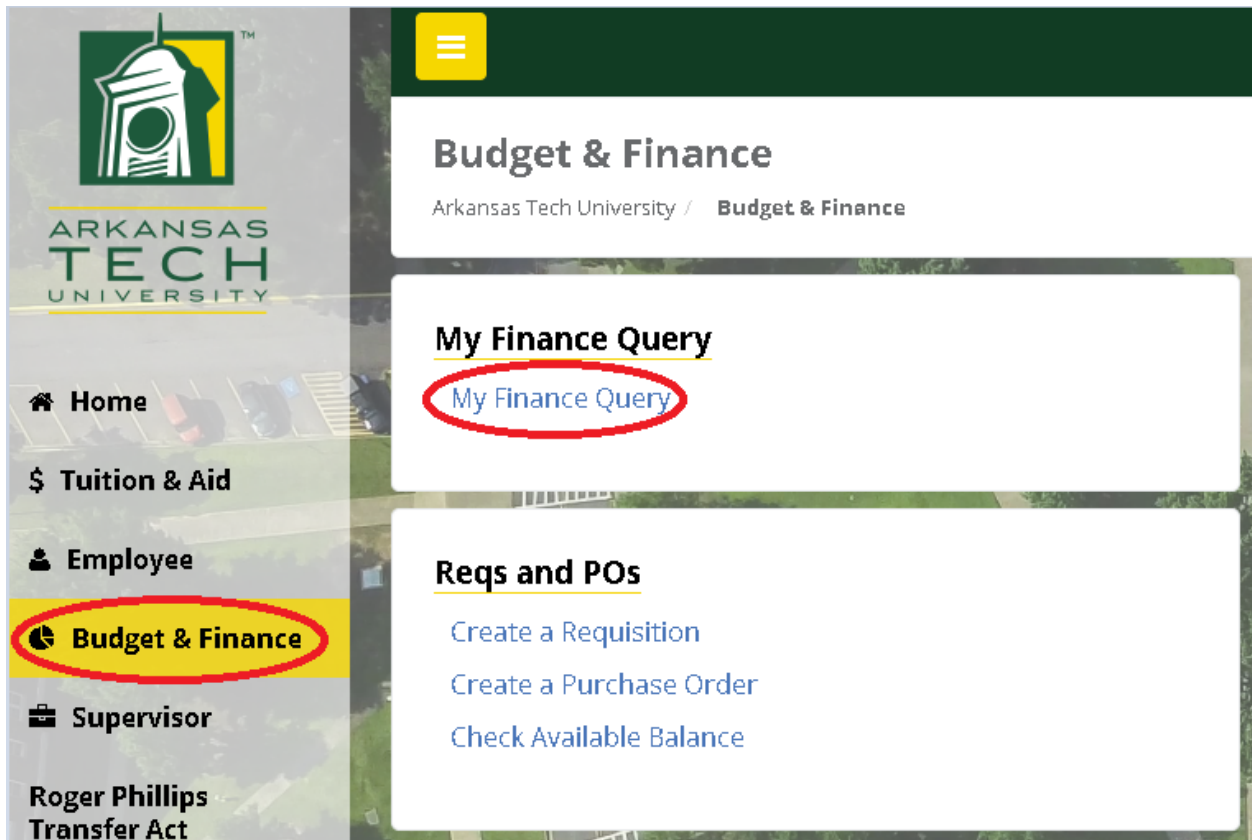 TM
ARKANSAS
TECH
UNIVERSITY
Home
$ Tuition & Aid
Employee
Budget & Finance
Supervisor
Roger Phillips
Transfer Act
Budget & Finance
Arkansas Tech University / Budget & Finance
My Finance Query
My Finance Query
Reqs and POs
Create a Requisition
Create a Purchase Order
Check Available Balance